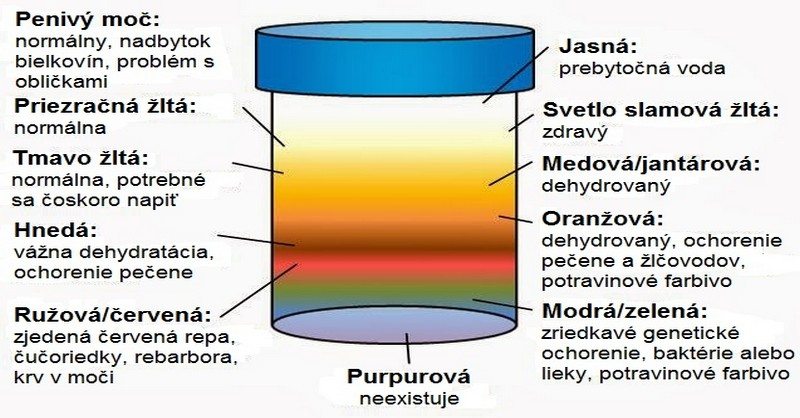 Penivý moč:
normálny, nadbytok
bielkovín, problém s
obličkami
Priezračná žltá:
normálna
Tmavo žltá:
normálna, potrebné
sa čoskoro napiť
Hnedá:
vážna dehydratácia,
ochorenie pečene
Ružová/červená:
zjedená červená repa,
čučoriedky, rebarbora,
krv v moči
Jasná:
prebytočná voda
Svetlo slamová žltá:
zdravý
Medová/jantárová:
dehydrovaný
Oranžová:
dehydrovaný, ochorenie
pečene a žlčovodov,
potravinové farbivo
Modrá/zelená:
zriedkavé genetické
ochorenie, baktérie alebo
lieky, potravinové farbivo
Purpurová
neexistuje